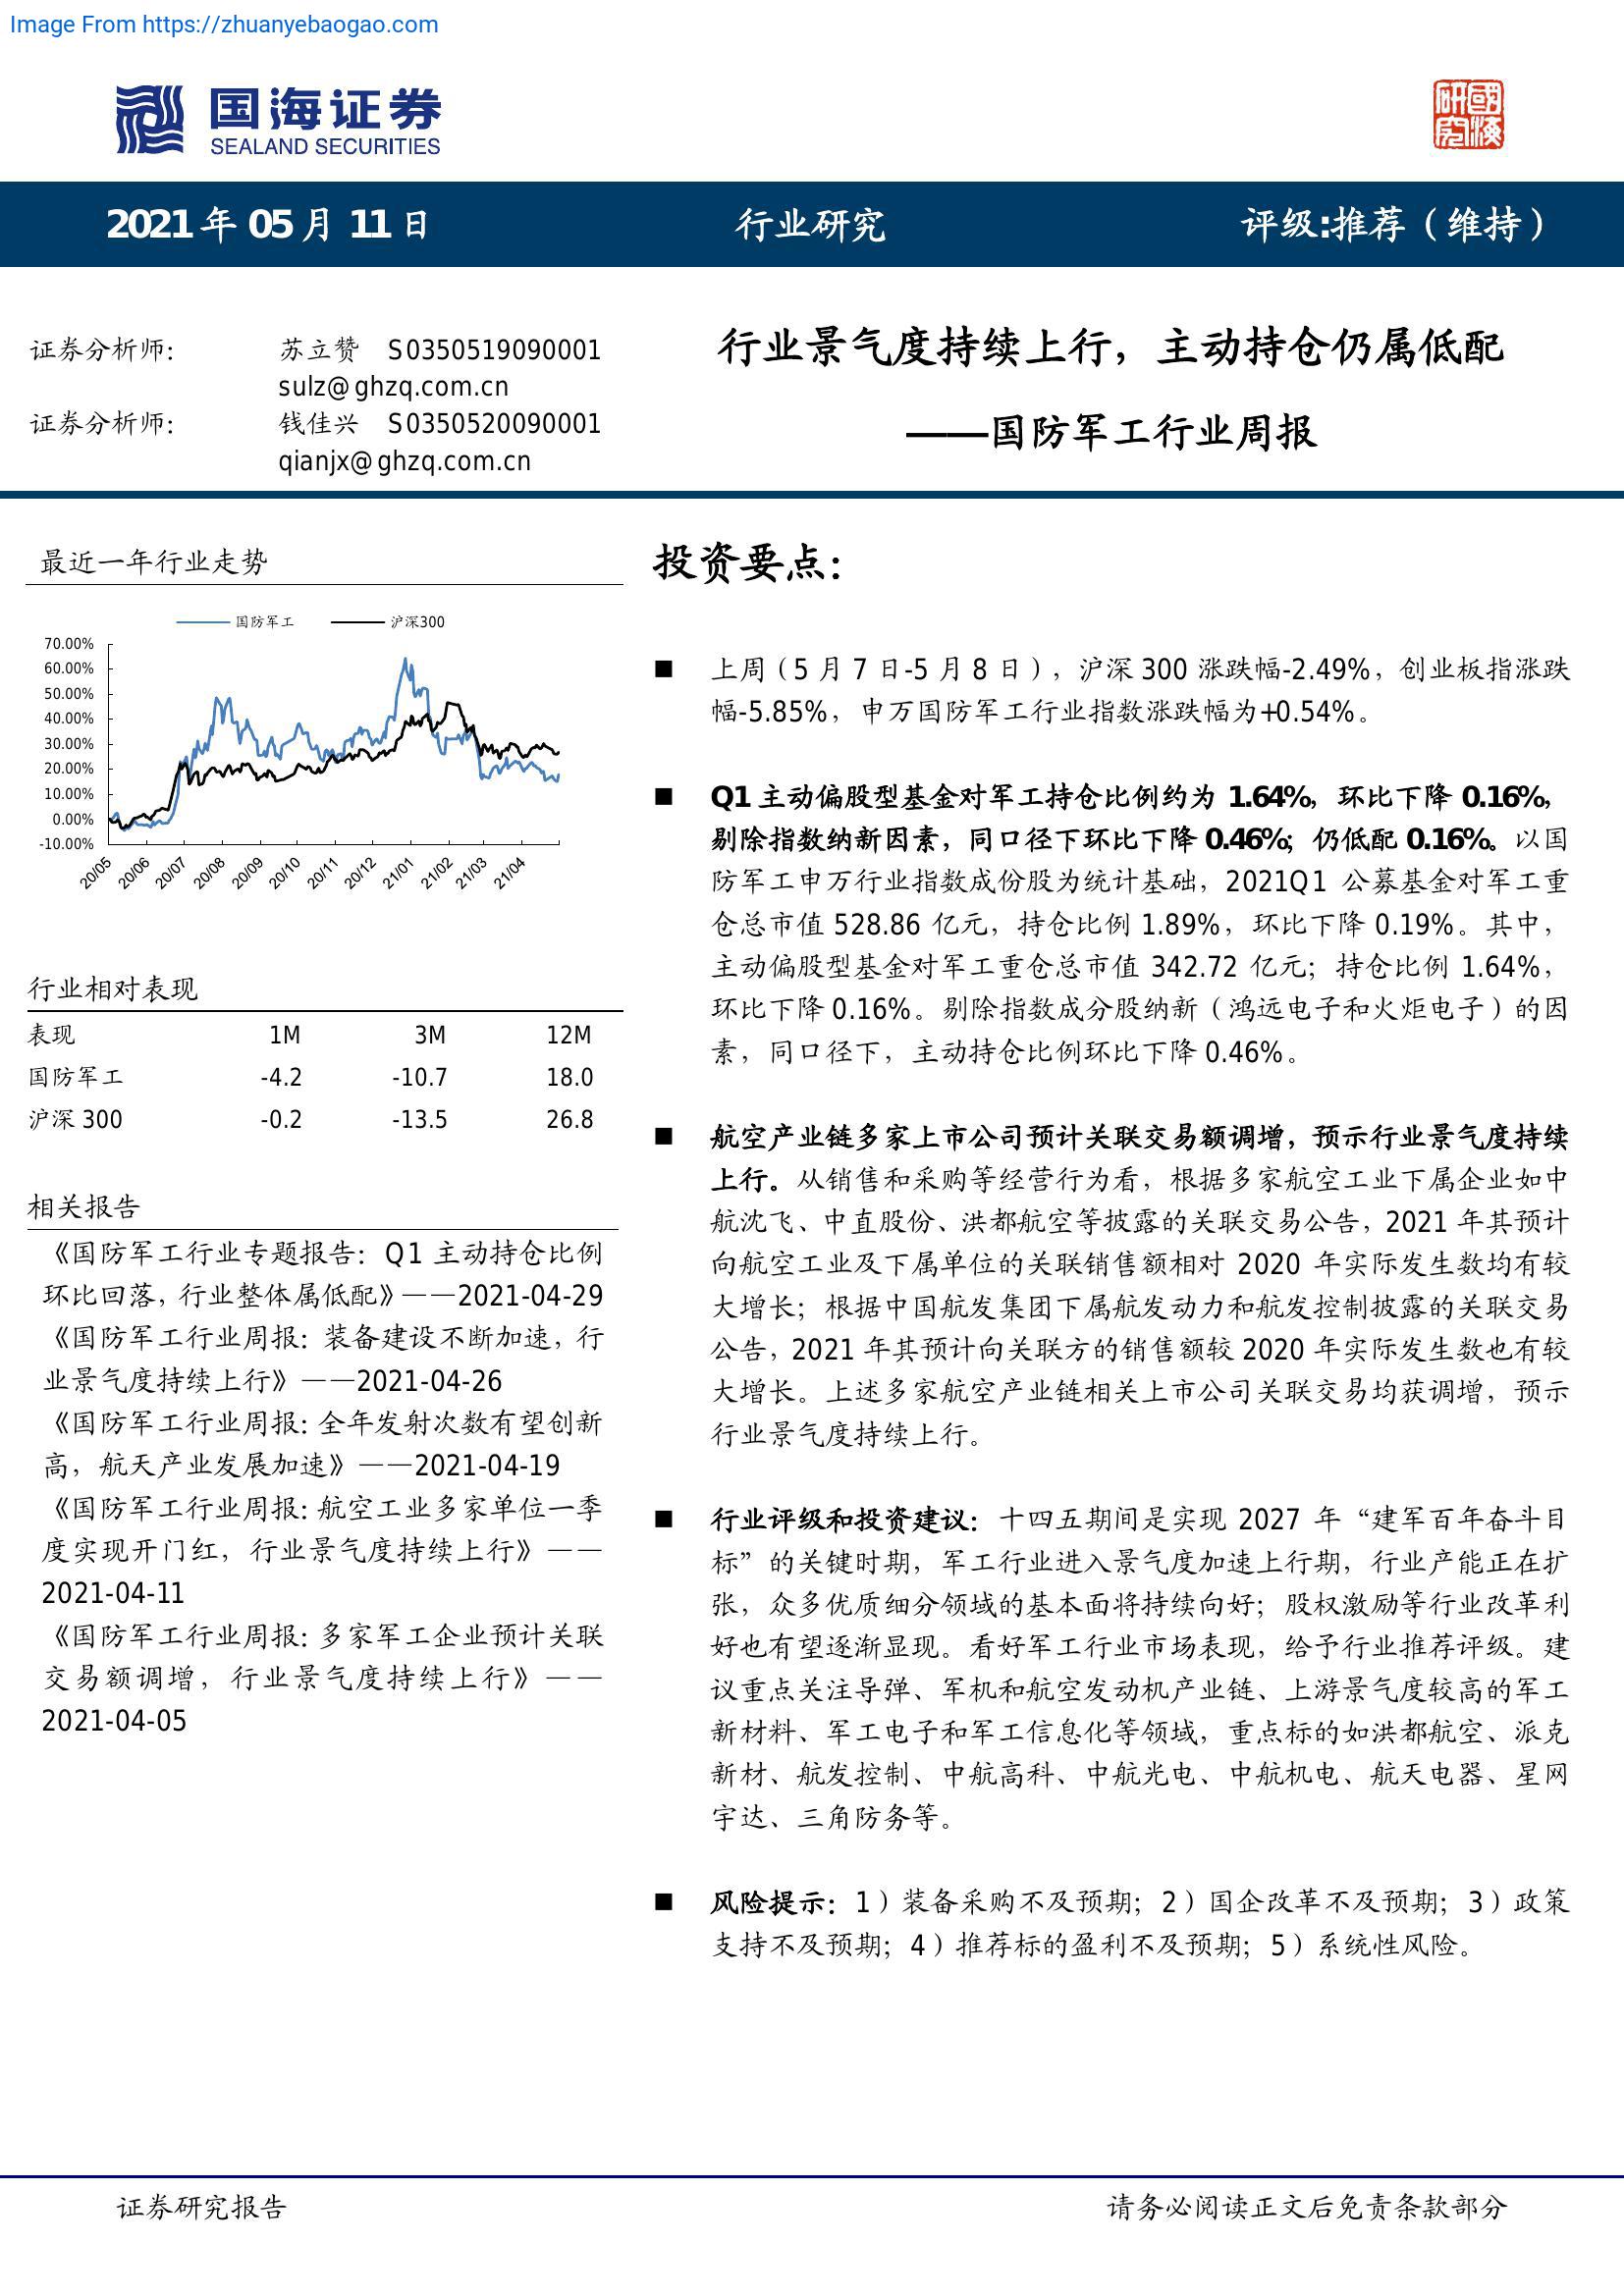 Image From https://zhuanyebaogao.com
国海证券
SEALAND SECURITIES
研究
國海
2021 年 05 月 11 日
行业研究
评级:推荐（维持）
证券分析师：
苏立赞 S0350519090001
sulz@ghzq.com.cn
证券分析师：
钱佳兴 S0350520090001
qianjx@ghzq.com.cn
行业景气度持续上行，主动持仓仍属低配
——国防军工行业周报
最近一年行业走势
国防军工 沪深300
70.00%
60.00%
50.00%
40.00%
30.00%
20.00%
10.00%
0.00%
-10.00%
20/05 20/06 20/07 20/08 20/09 20/10 20/11 20/12 21/01 21/02 21/03 21/04
行业相对表现
表现 1M 3M 12M
国防军工 -4.2 -10.7 18.0
沪深 300 -0.2 -13.5 26.8
相关报告
《国防军工行业专题报告：Q1 主动持仓比例
环比回落，行业整体属低配》——2021-04-29
《国防军工行业周报：装备建设不断加速，行
业景气度持续上行》——2021-04-26
《国防军工行业周报：全年发射次数有望创新
高，航天产业发展加速》——2021-04-19
《国防军工行业周报：航空工业多家单位一季
度实现开门红，行业景气度持续上行》——
2021-04-11
《国防军工行业周报：多家军工企业预计关联
交易额调增，行业景气度持续上行》——
2021-04-05
投资要点：
■ 上周（5 月 7 日-5 月 8 日），沪深 300 涨跌幅-2.49%，创业板指涨跌
幅-5.85%，申万国防军工行业指数涨跌幅为+0.54%。
■ Q1 主动偏股型基金对军工持仓比例约为 1.64%，环比下降 0.16%，
剔除指数纳新因素，同口径下环比下降 0.46%；仍低配 0.16%。以国
防军工申万行业指数成份股为统计基础，2021Q1 公募基金对军工重
仓总市值 528.86 亿元，持仓比例 1.89%，环比下降 0.19%。其中，
主动偏股型基金对军工重仓总市值 342.72 亿元；持仓比例 1.64%，
环比下降 0.16%。剔除指数成分股纳新（鸿远电子和火炬电子）的因
素，同口径下，主动持仓比例环比下降 0.46%。
■ 航空产业链多家上市公司预计关联交易额调增，预示行业景气度持续
上行。从销售和采购等经营行为看，根据多家航空工业下属企业如中
航沈飞、中直股份、洪都航空等披露的关联交易公告，2021 年其预计
向航空工业及下属单位的关联销售额相对 2020 年实际发生数均有较
大增长；根据中国航发集团下属航发动力和航发控制披露的关联交易
公告，2021 年其预计向关联方的销售额较 2020 年实际发生数也有较
大增长。上述多家航空产业链相关上市公司关联交易均获调增，预示
行业景气度持续上行。
■ 行业评级和投资建议：十四五期间是实现 2027 年“建军百年奋斗目
标”的关键时期，军工行业进入景气度加速上行期，行业产能正在扩
张，众多优质细分领域的基本面将持续向好；股权激励等行业改革利
好也有望逐渐显现。看好军工行业市场表现，给予行业推荐评级。建
议重点关注导弹、军机和航空发动机产业链、上游景气度较高的军工
新材料、军工电子和军工信息化等领域，重点标的如洪都航空、派克
新材、航发控制、中航高科、中航光电、中航机电、航天电器、星网
宇达、三角防务等。
■ 风险提示：1）装备采购不及预期；2）国企改革不及预期；3）政策
支持不及预期；4）推荐标的盈利不及预期；5）系统性风险。
证券研究报告
请务必阅读正文后免责条款部分